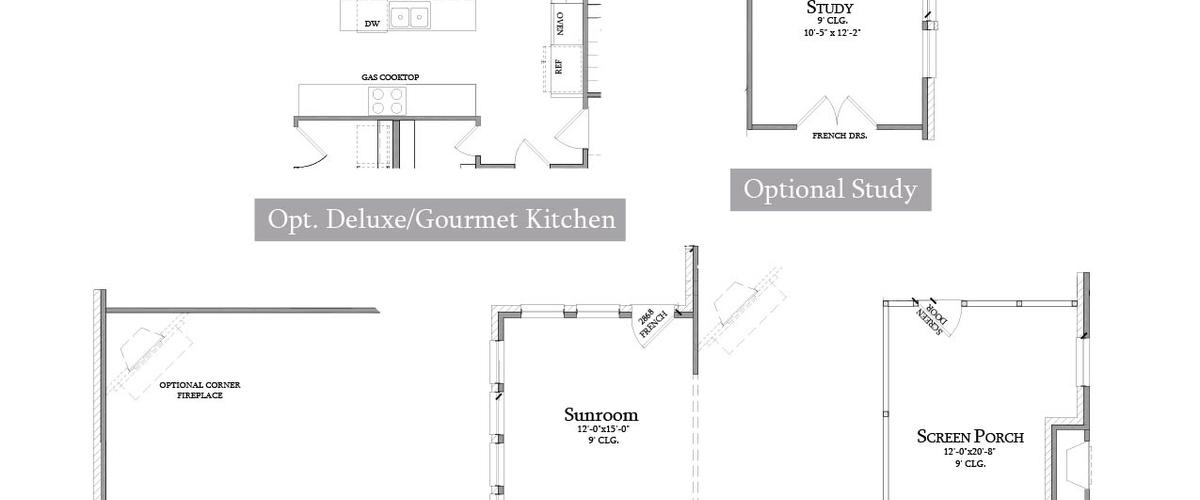 DW
OVEN
REF
GAS COOKTOP
Opt. Deluxe/Gourmet Kitchen
STUDY
9' CLG.
10'-5" x 12'-2"
FRENCH DRS.
Optional Study
OPTIONAL CORNER
FIREPLACE
2868
FRENCH
Sunroom
12'-0"x15'-0"
9' CLG.
SCREEN
DOOR
SCREEN PORCH
12'-0"x20'-8"
9' CLG.